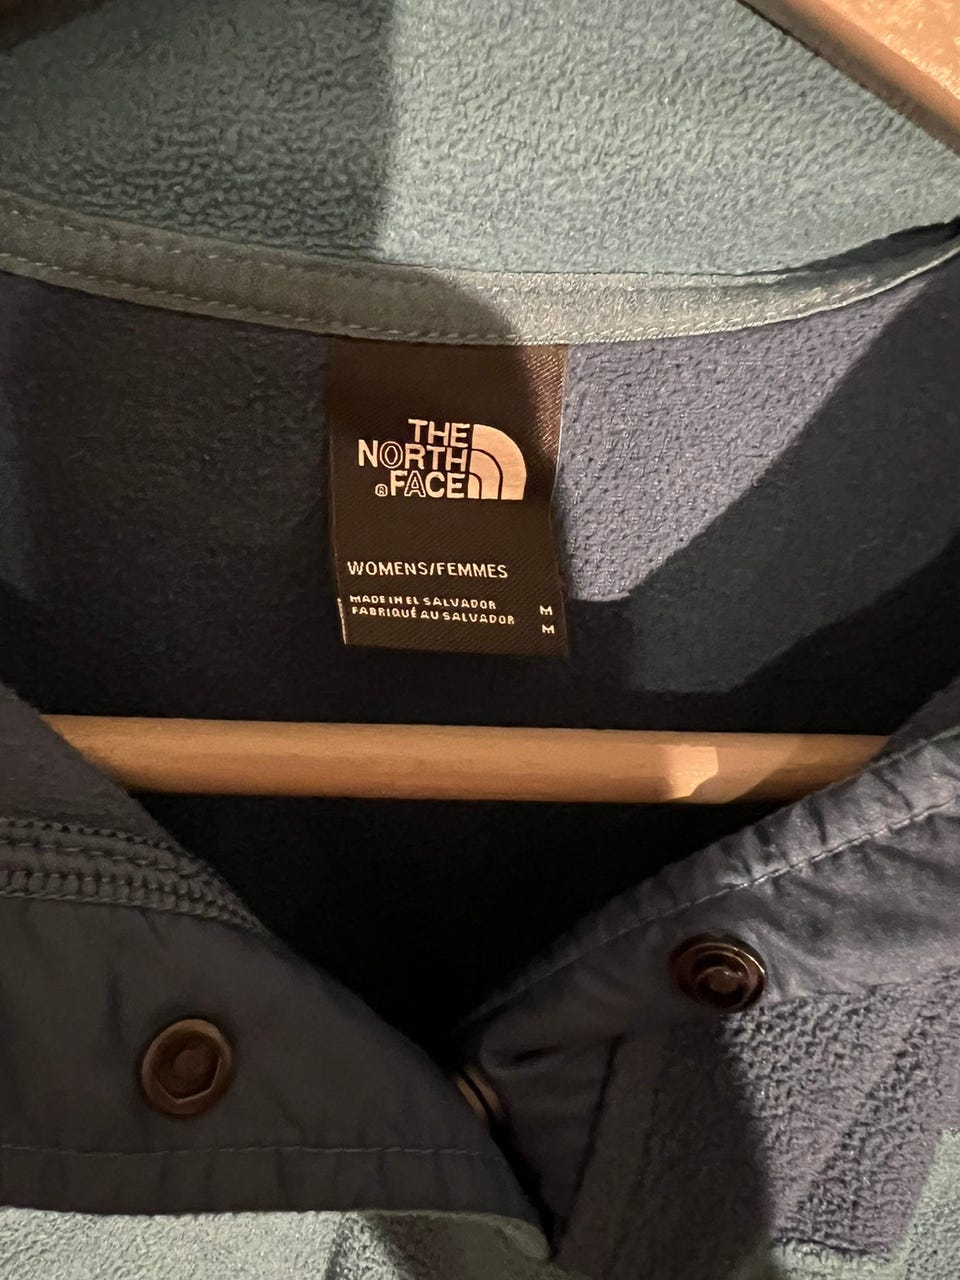 THE
NORTH
®FACE
WOMENS/FEMMES
MADE IN EL SALVADOR M
FABRIQUÉ AU SALVADOR M